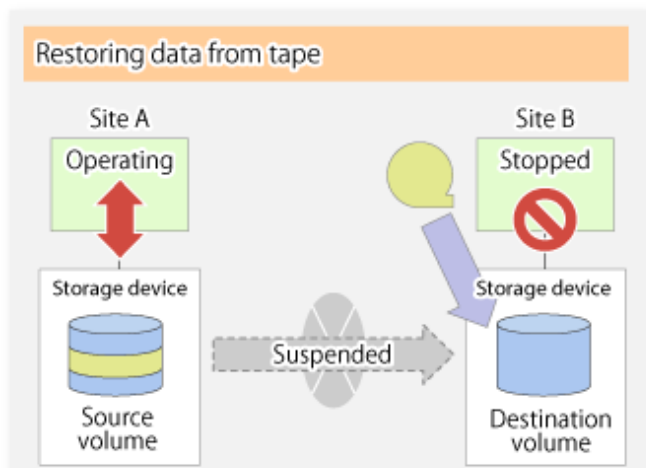 Restoring data from tape
Site A
Site B
Operating
Stopped
Storage device
Storage device
Suspended
Source
volume
Destination
volume